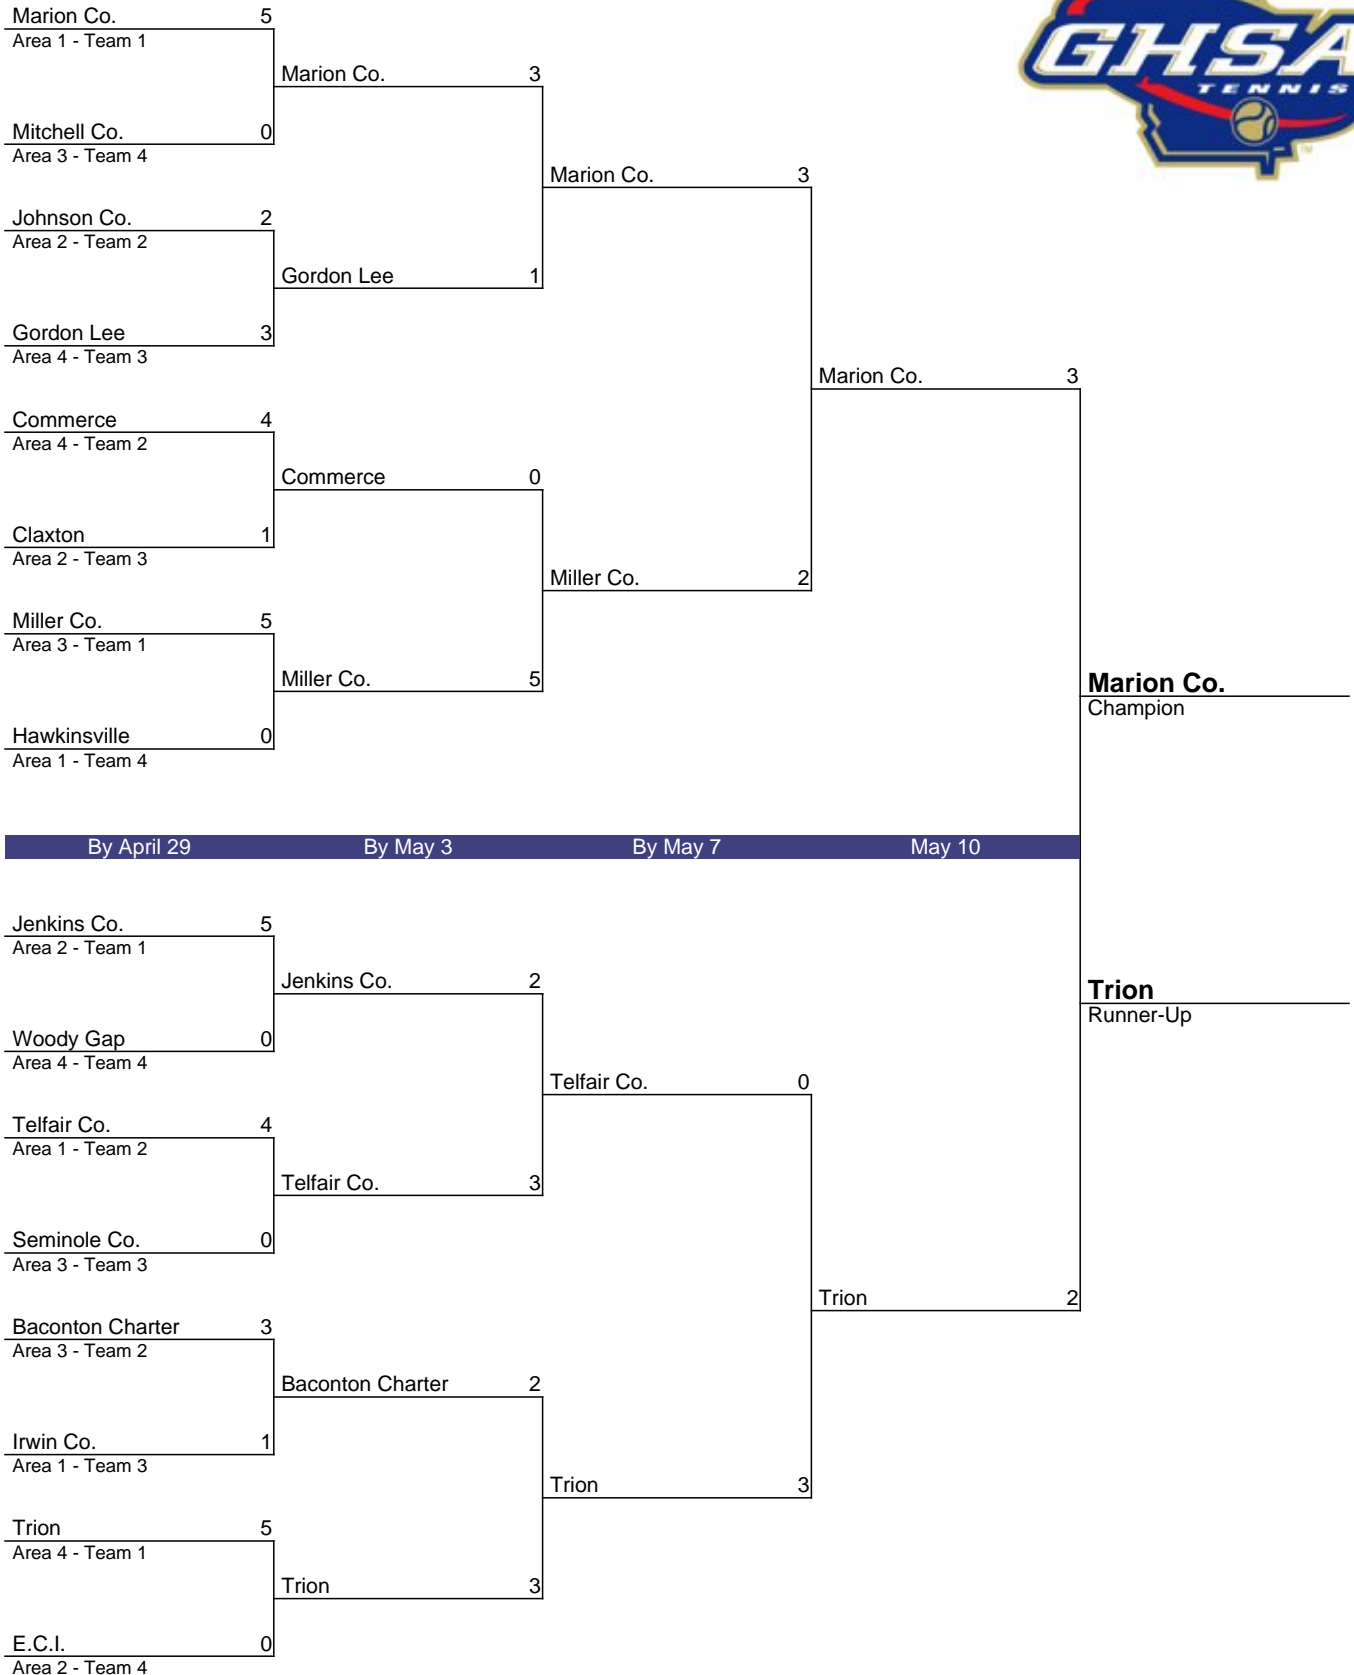 GHSA
TENNIS
™
Marion Co. 5
Area 1 - Team 1
Marion Co. 3
Mitchell Co. 0
Area 3 - Team 4
Marion Co. 3
Johnson Co. 2
Area 2 - Team 2
Gordon Lee 1
Gordon Lee 3
Area 4 - Team 3
Marion Co. 3
Commerce 4
Area 4 - Team 2
Commerce 0
Claxton 1
Area 2 - Team 3
Miller Co. 2
Miller Co. 5
Area 3 - Team 1
Miller Co. 5
Marion Co.
Champion
Hawkinsville 0
Area 1 - Team 4
By April 29 By May 3 By May 7 May 10
Jenkins Co. 5
Area 2 - Team 1
Jenkins Co. 2
Trion
Runner-Up
Woody Gap 0
Area 4 - Team 4
Telfair Co. 0
Telfair Co. 4
Area 1 - Team 2
Telfair Co. 3
Seminole Co. 0
Area 3 - Team 3
Trion 2
Baconton Charter 3
Area 3 - Team 2
Baconton Charter 2
Irwin Co. 1
Area 1 - Team 3
Trion 3
Trion 5
Area 4 - Team 1
Trion 3
E.C.I. 0
Area 2 - Team 4